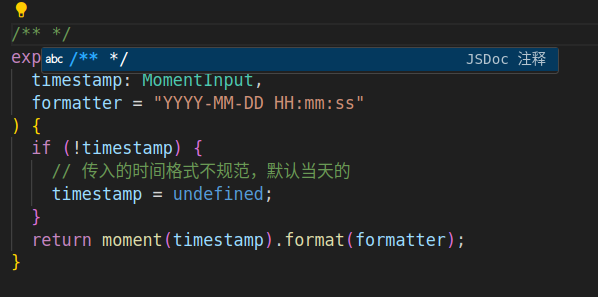 /** */
exp
abc /** */ JSDoc 注释
timestamp: MomentInput,
formatter = "YYYY-MM-DD HH:mm:ss"
) {
if (!timestamp) {
// 传入的时间格式不规范，默认当天的
timestamp = undefined;
}
return moment(timestamp).format(formatter);
}